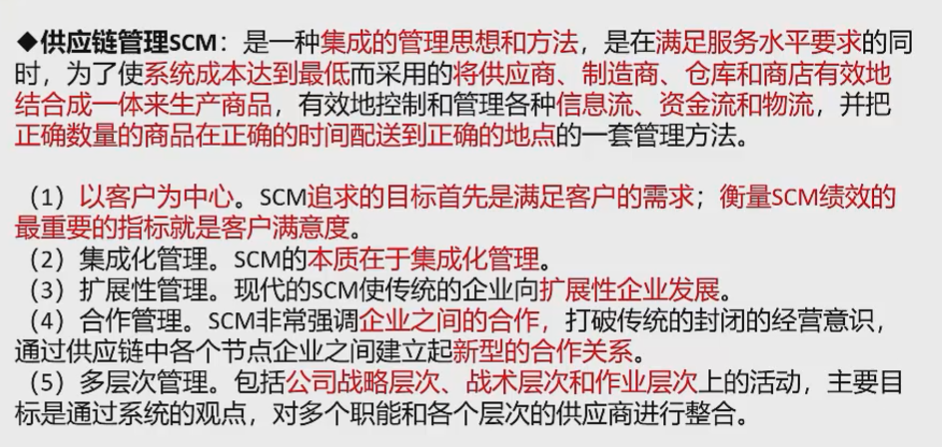 ◆供应链管理SCM：是一种集成的管理思想和方法，是在满足服务水平要求的同
时，为了使系统成本达到最低而采用的将供应商、制造商、仓库和商店有效地
结合成一体来生产商品，有效地控制和管理各种信息流、资金流和物流，并把
正确数量的商品在正确的时间配送到正确的地点的一套管理方法。
（1）以客户为中心。SCM追求的目标首先是满足客户的需求；衡量SCM绩效的
最重要的指标就是客户满意度。
（2）集成化管理。SCM的本质在于集成化管理。
（3）扩展性管理。现代的SCM使传统的企业向扩展性企业发展。
（4）合作管理。SCM非常强调企业之间的合作，打破传统的封闭的经营意识，
通过供应链中各个节点企业之间建立起新型的合作关系。
（5）多层次管理。包括公司战略层次、战术层次和作业层次上的活动，主要目
标是通过系统的观点，对多个职能和各个层次的供应商进行整合。